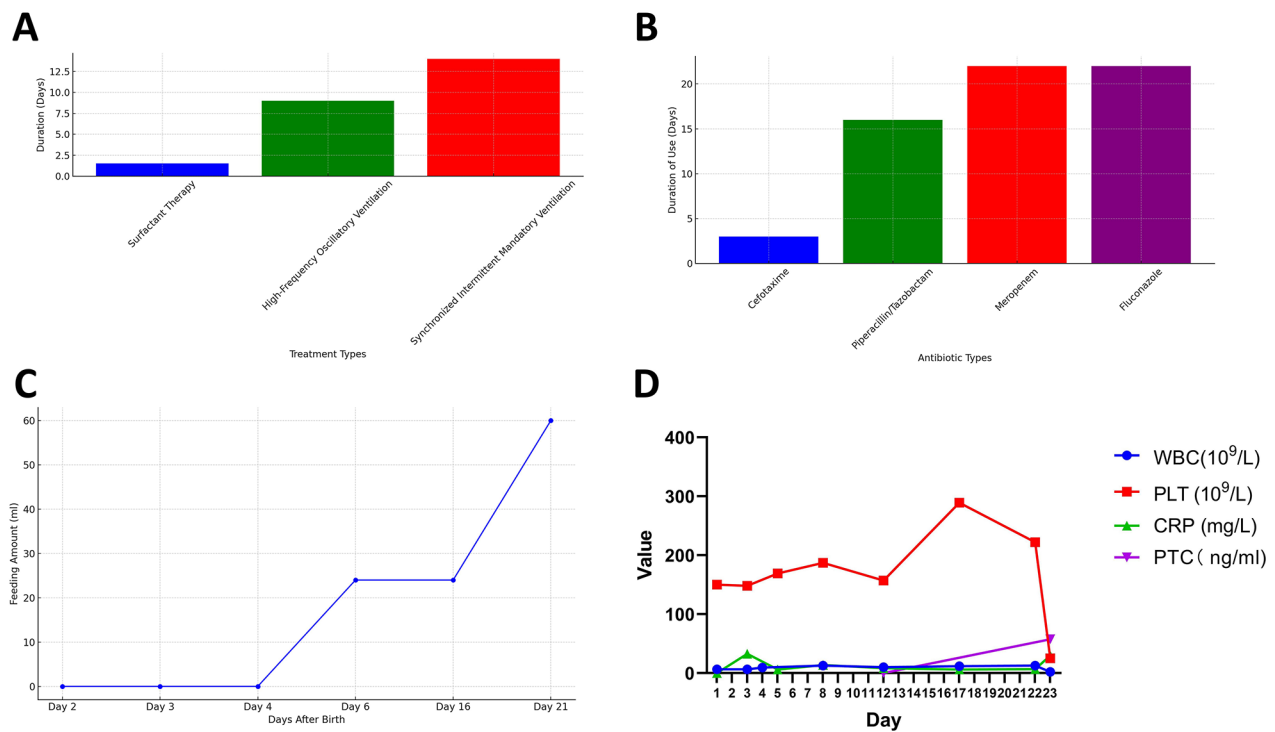 A
Duration (Days)
12.5
10.0
7.5
5.0
2.5
0.0
Surfactant Therapy
High-Frequency Oscillatory Ventilation
Synchronized Intermittent Mandatory Ventilation
Treatment Types
B
Duration of Use (Days)
20
15
10
5
0
Cefotaxime
Piperacillin/Tazobactam
Meropenem
Fluconazole
Antibiotic Types
C
Feeding Amount (ml)
60
50
40
30
20
10
0
Day 2 Day 3 Day 4 Day 6 Day 16 Day 21
Days After Birth
D
Value
400
300
200
100
0
1 2 3 4 5 6 7 8 9 10 11 12 13 14 15 16 17 18 19 20 21 22 23
Day
WBC(10⁹/L)
PLT (10⁹/L)
CRP (mg/L)
PTC( ng/ml)